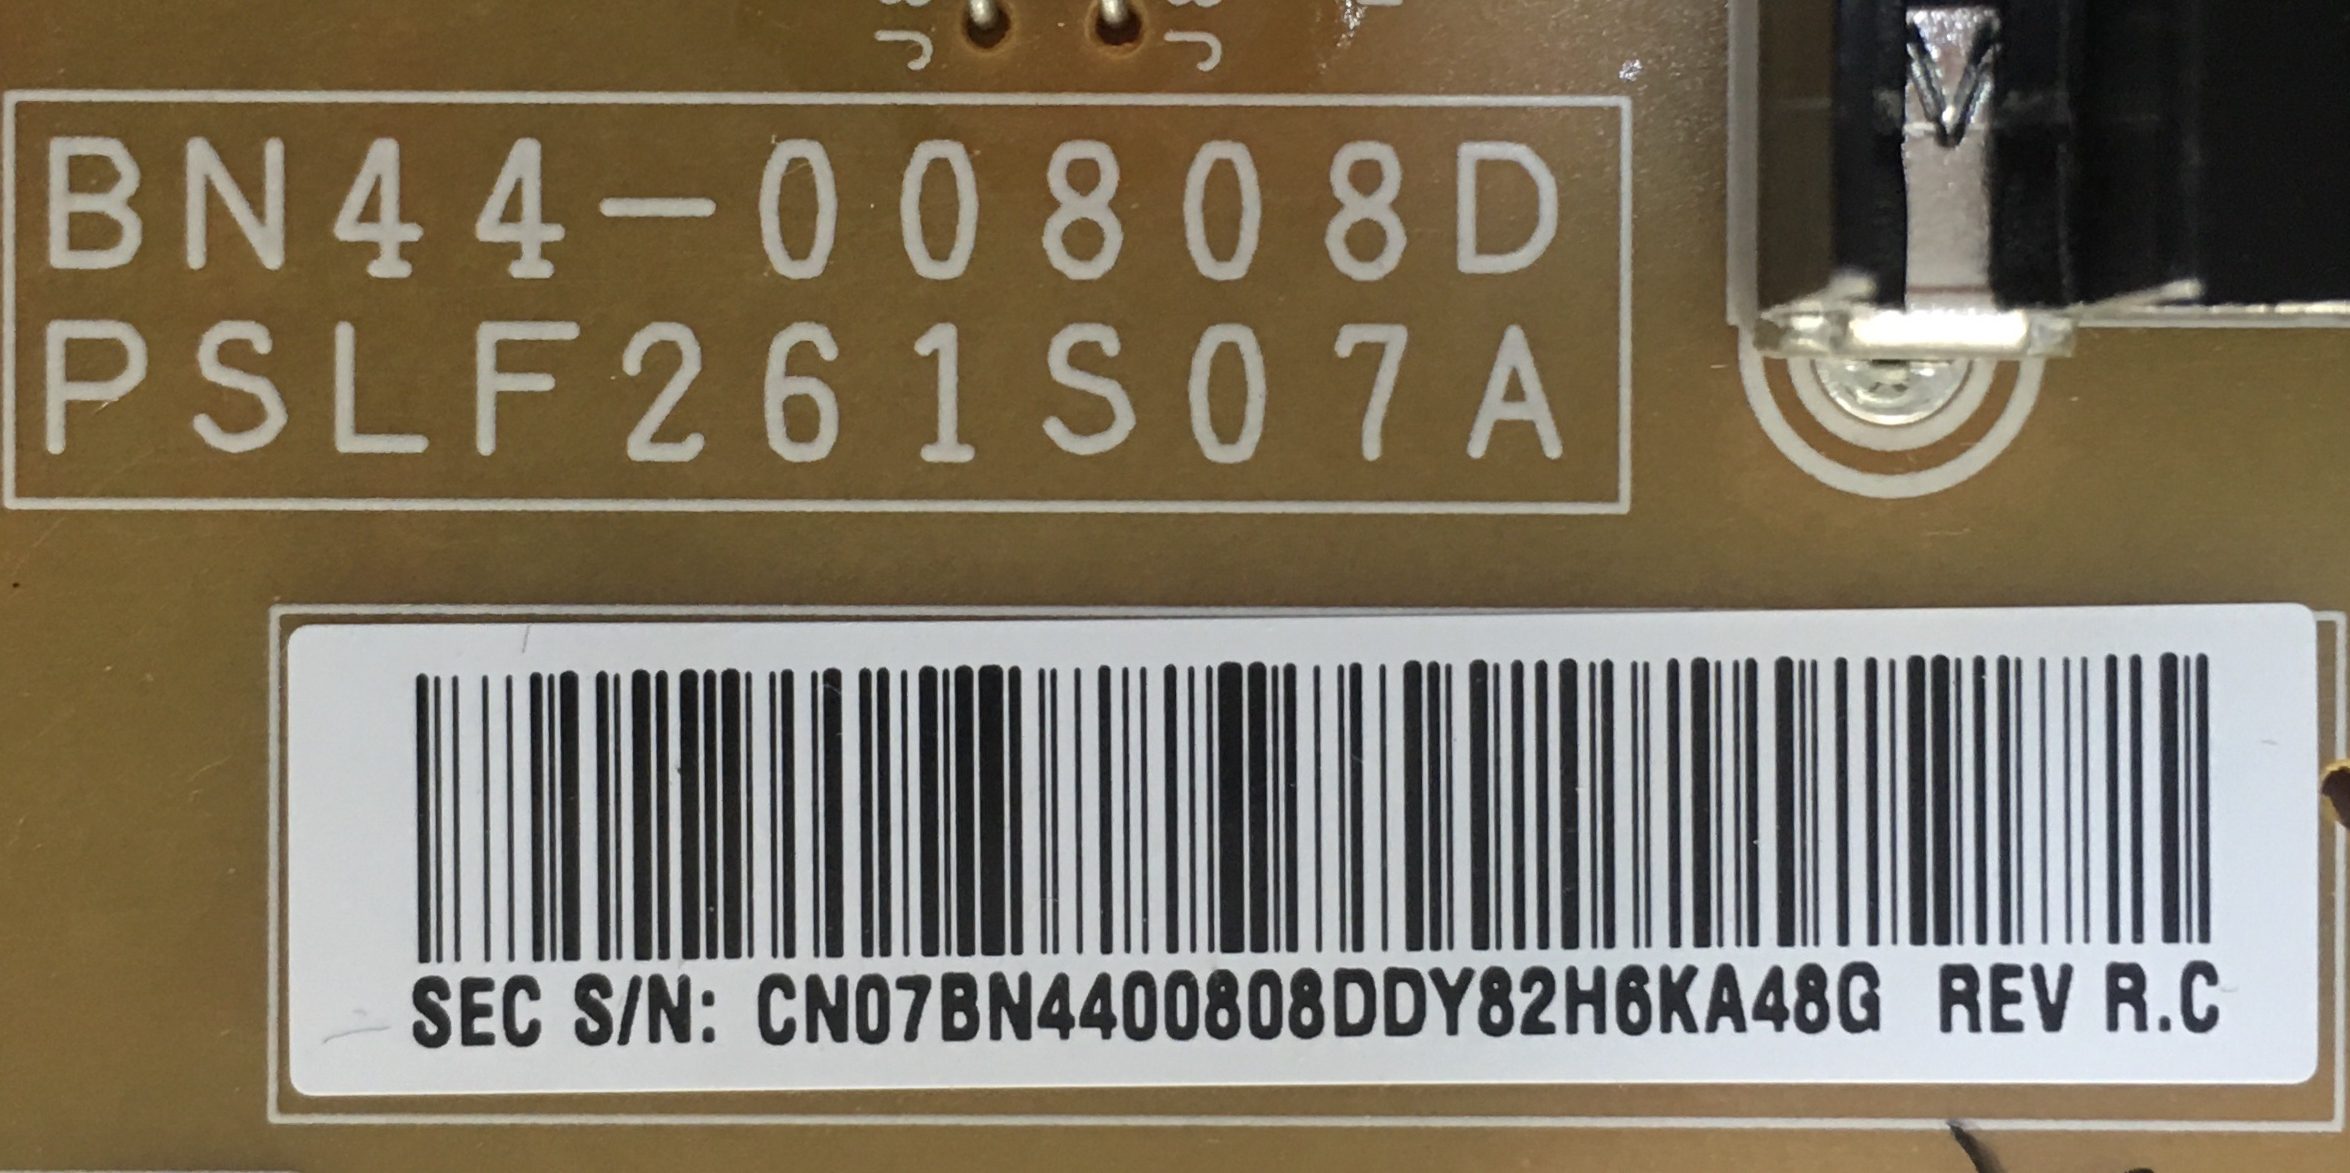 BN44-00808D
PSLF261S07A
SEC S/N: CN07BN4400808DDY82H6KA48G REV R.C